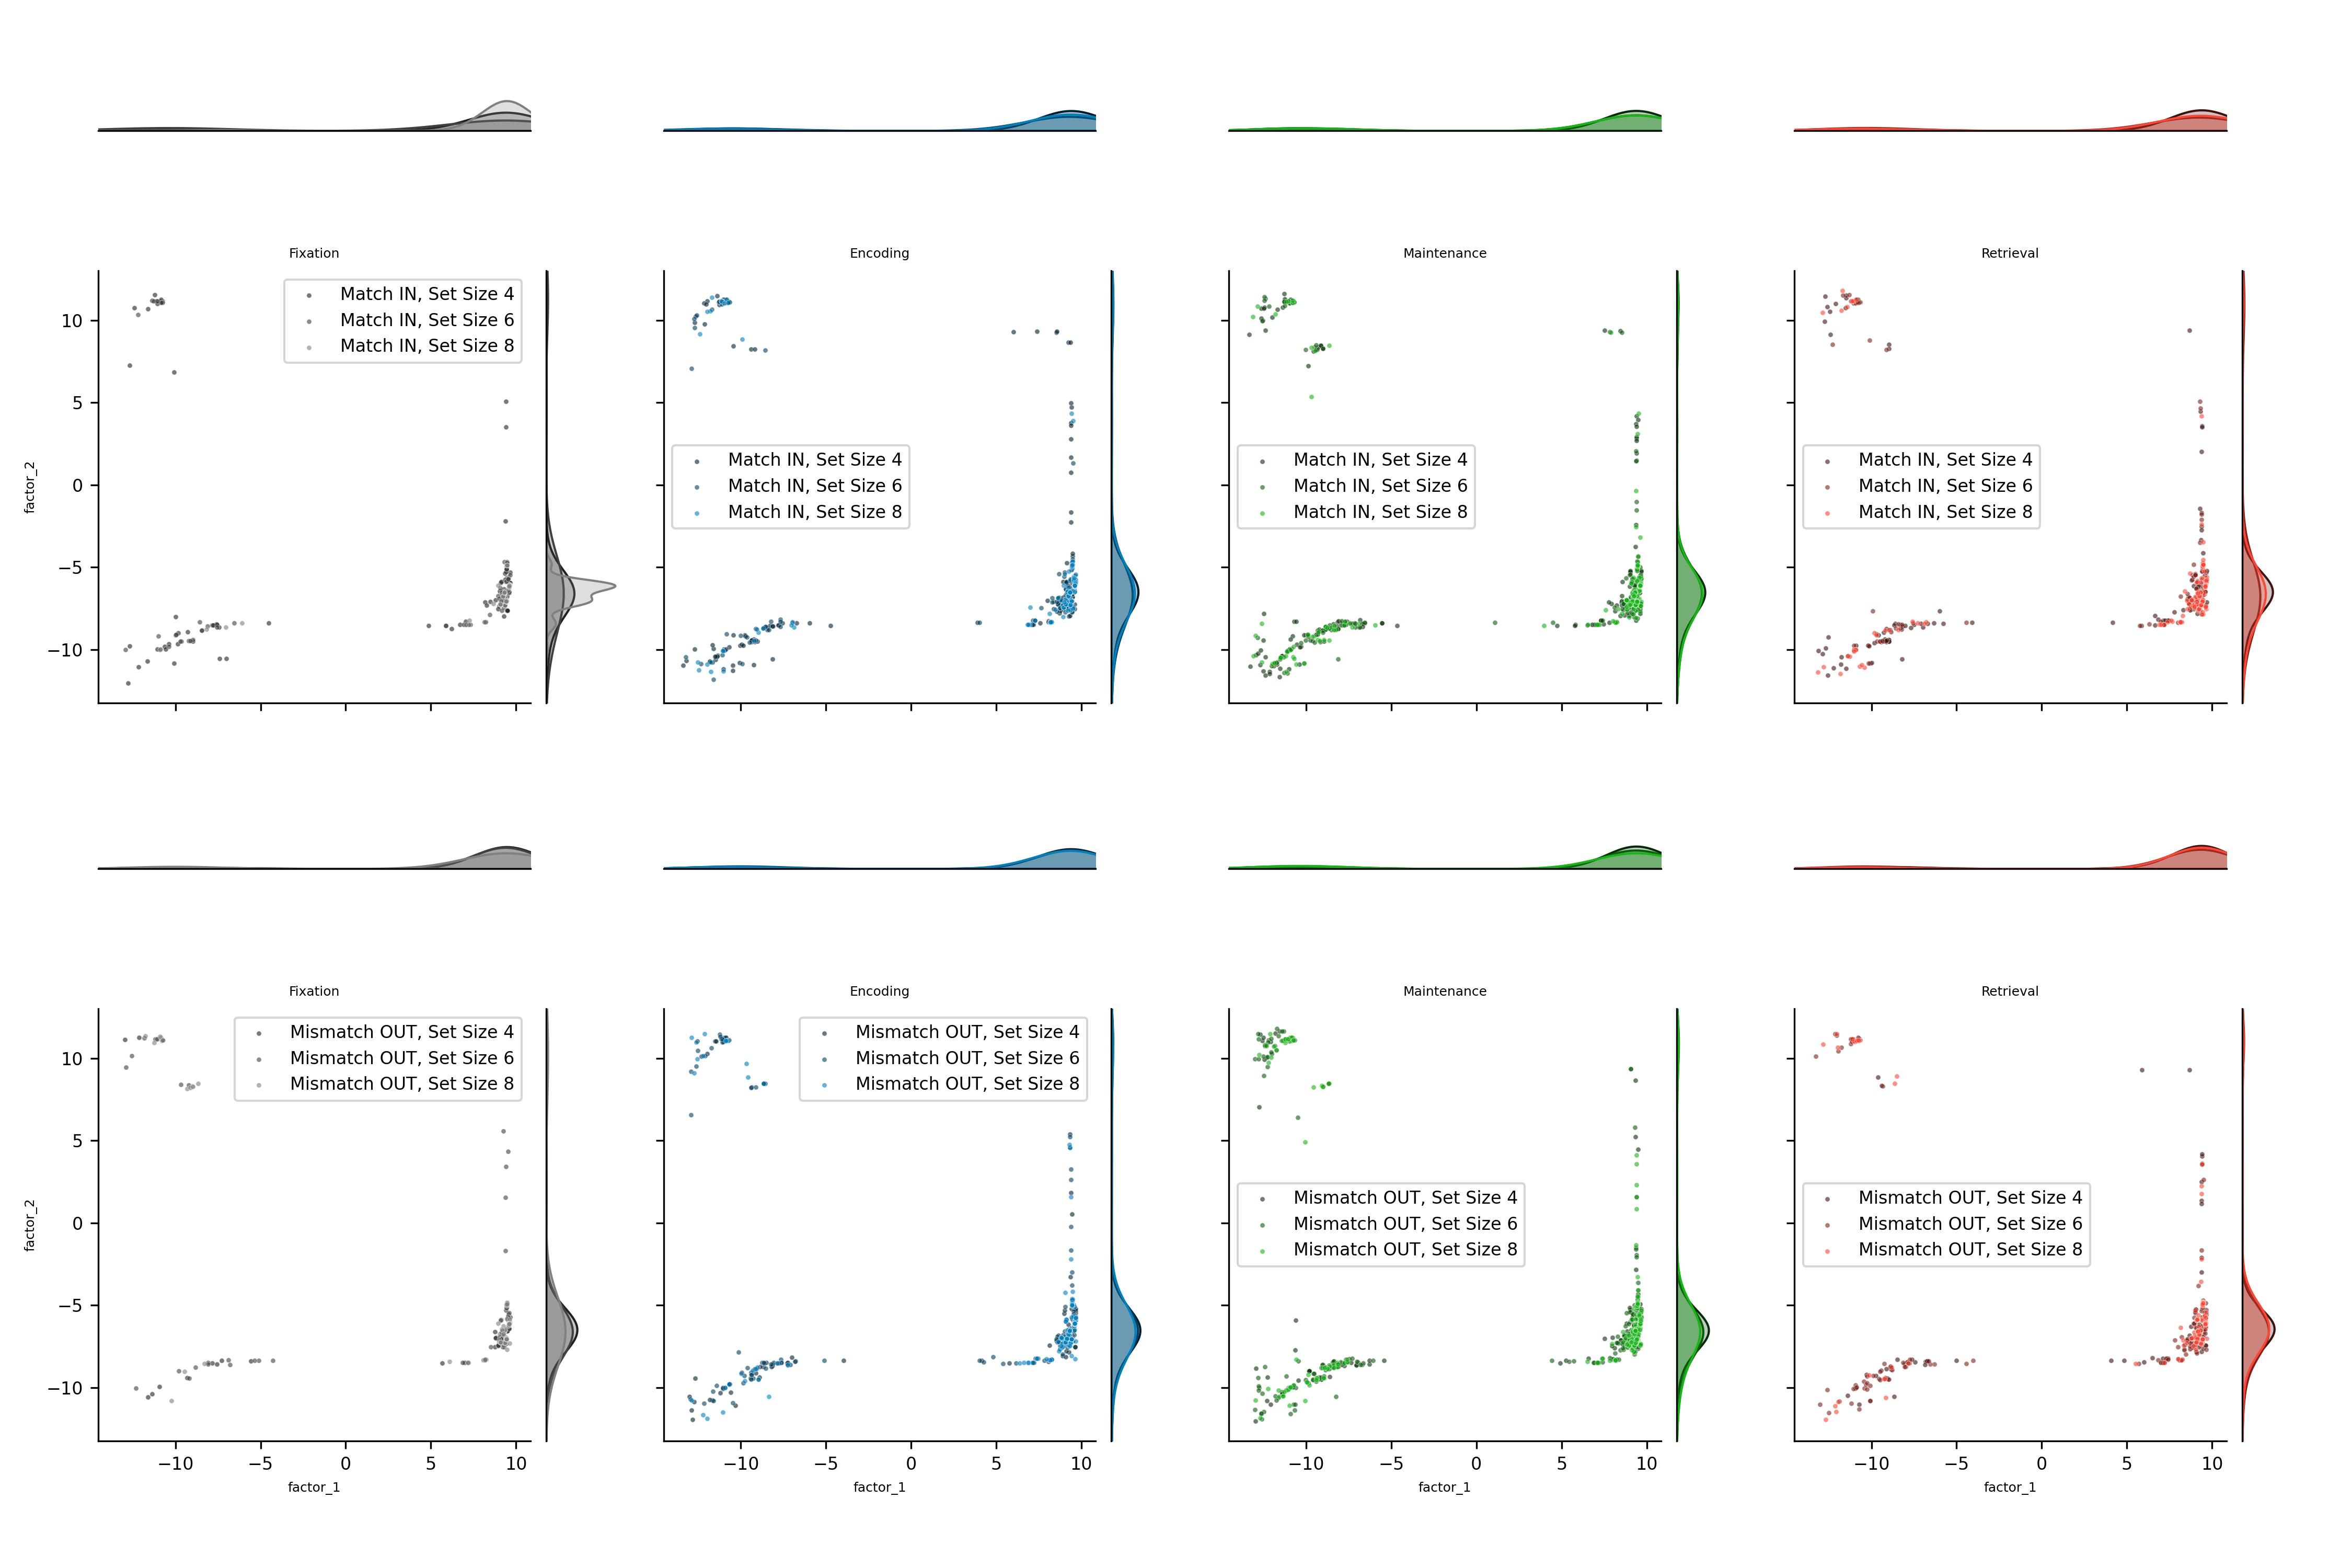 Fixation
Encoding
Maintenance
Retrieval
factor_2
10
5
0
−5
−10
Match IN, Set Size 4
Match IN, Set Size 6
Match IN, Set Size 8
Match IN, Set Size 4
Match IN, Set Size 6
Match IN, Set Size 8
Match IN, Set Size 4
Match IN, Set Size 6
Match IN, Set Size 8
Match IN, Set Size 4
Match IN, Set Size 6
Match IN, Set Size 8
Fixation
Encoding
Maintenance
Retrieval
factor_2
10
5
0
−5
−10
Mismatch OUT, Set Size 4
Mismatch OUT, Set Size 6
Mismatch OUT, Set Size 8
Mismatch OUT, Set Size 4
Mismatch OUT, Set Size 6
Mismatch OUT, Set Size 8
Mismatch OUT, Set Size 4
Mismatch OUT, Set Size 6
Mismatch OUT, Set Size 8
Mismatch OUT, Set Size 4
Mismatch OUT, Set Size 6
Mismatch OUT, Set Size 8
−10 −5 0 5 10
−10 −5 0 5 10
−10 −5 0 5 10
−10 −5 0 5 10
factor_1
factor_1
factor_1
factor_1